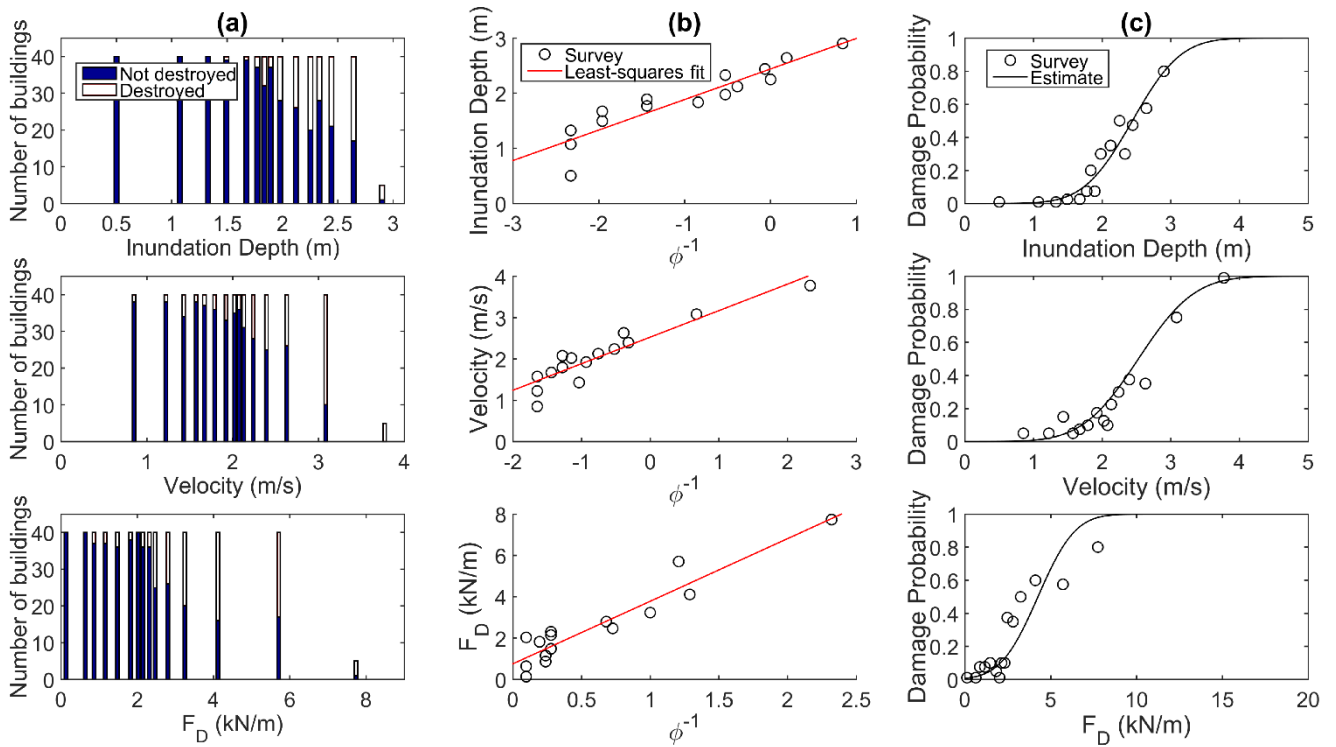 (a)
(b)
(c)
Number of buildings
40
30
20
10
0
Not destroyed
Destroyed
0 0.5 1 1.5 2 2.5 3
Inundation Depth (m)
Inundation Depth (m)
3
2
1
0
Survey
Least-squares fit
-3 -2 -1 0 1
ϕ-1
Damage Probability
1
0.8
0.6
0.4
0.2
0
Survey
Estimate
0 1 2 3 4 5
Inundation Depth (m)
Number of buildings
40
30
20
10
0
0 1 2 3 4
Velocity (m/s)
Velocity (m/s)
4
3
2
1
0
-2 -1 0 1 2 3
ϕ-1
Damage Probability
1
0.8
0.6
0.4
0.2
0
0 1 2 3 4 5
Velocity (m/s)
Number of buildings
40
30
20
10
0
0 2 4 6 8
FD (kN/m)
FD (kN/m)
8
6
4
2
0
0 0.5 1 1.5 2 2.5
ϕ-1
Damage Probability
1
0.8
0.6
0.4
0.2
0
0 5 10 15 20
FD (kN/m)